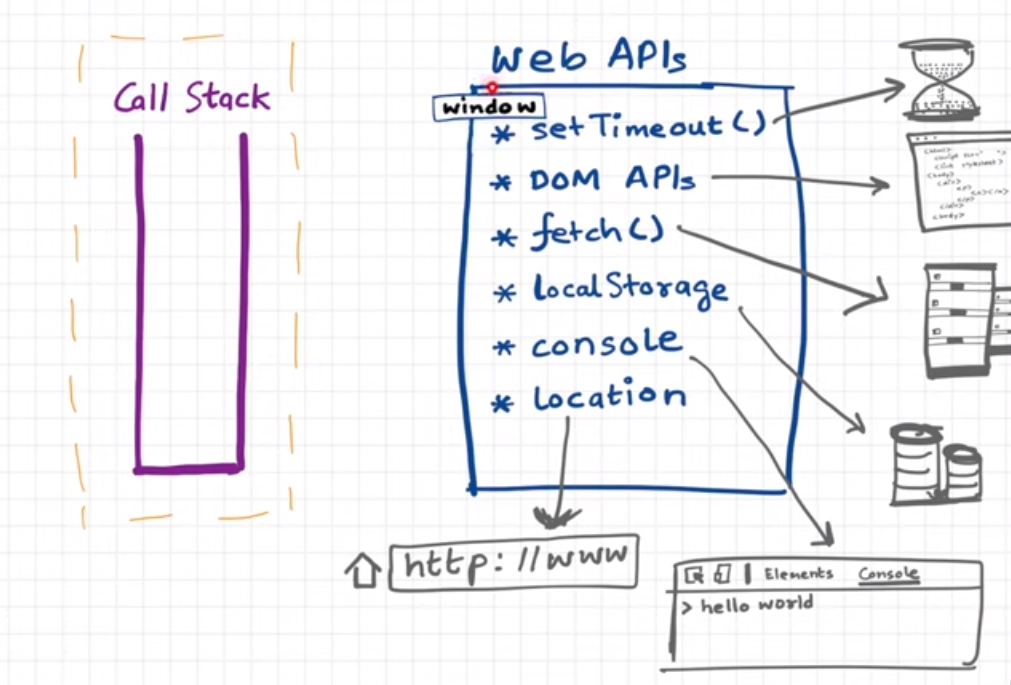 Web APIs
Call Stack
window
* setTimeout()
* DOM APIs
* fetch()
* localStorage
* console
* location
http://www
Elements Console
> hello world